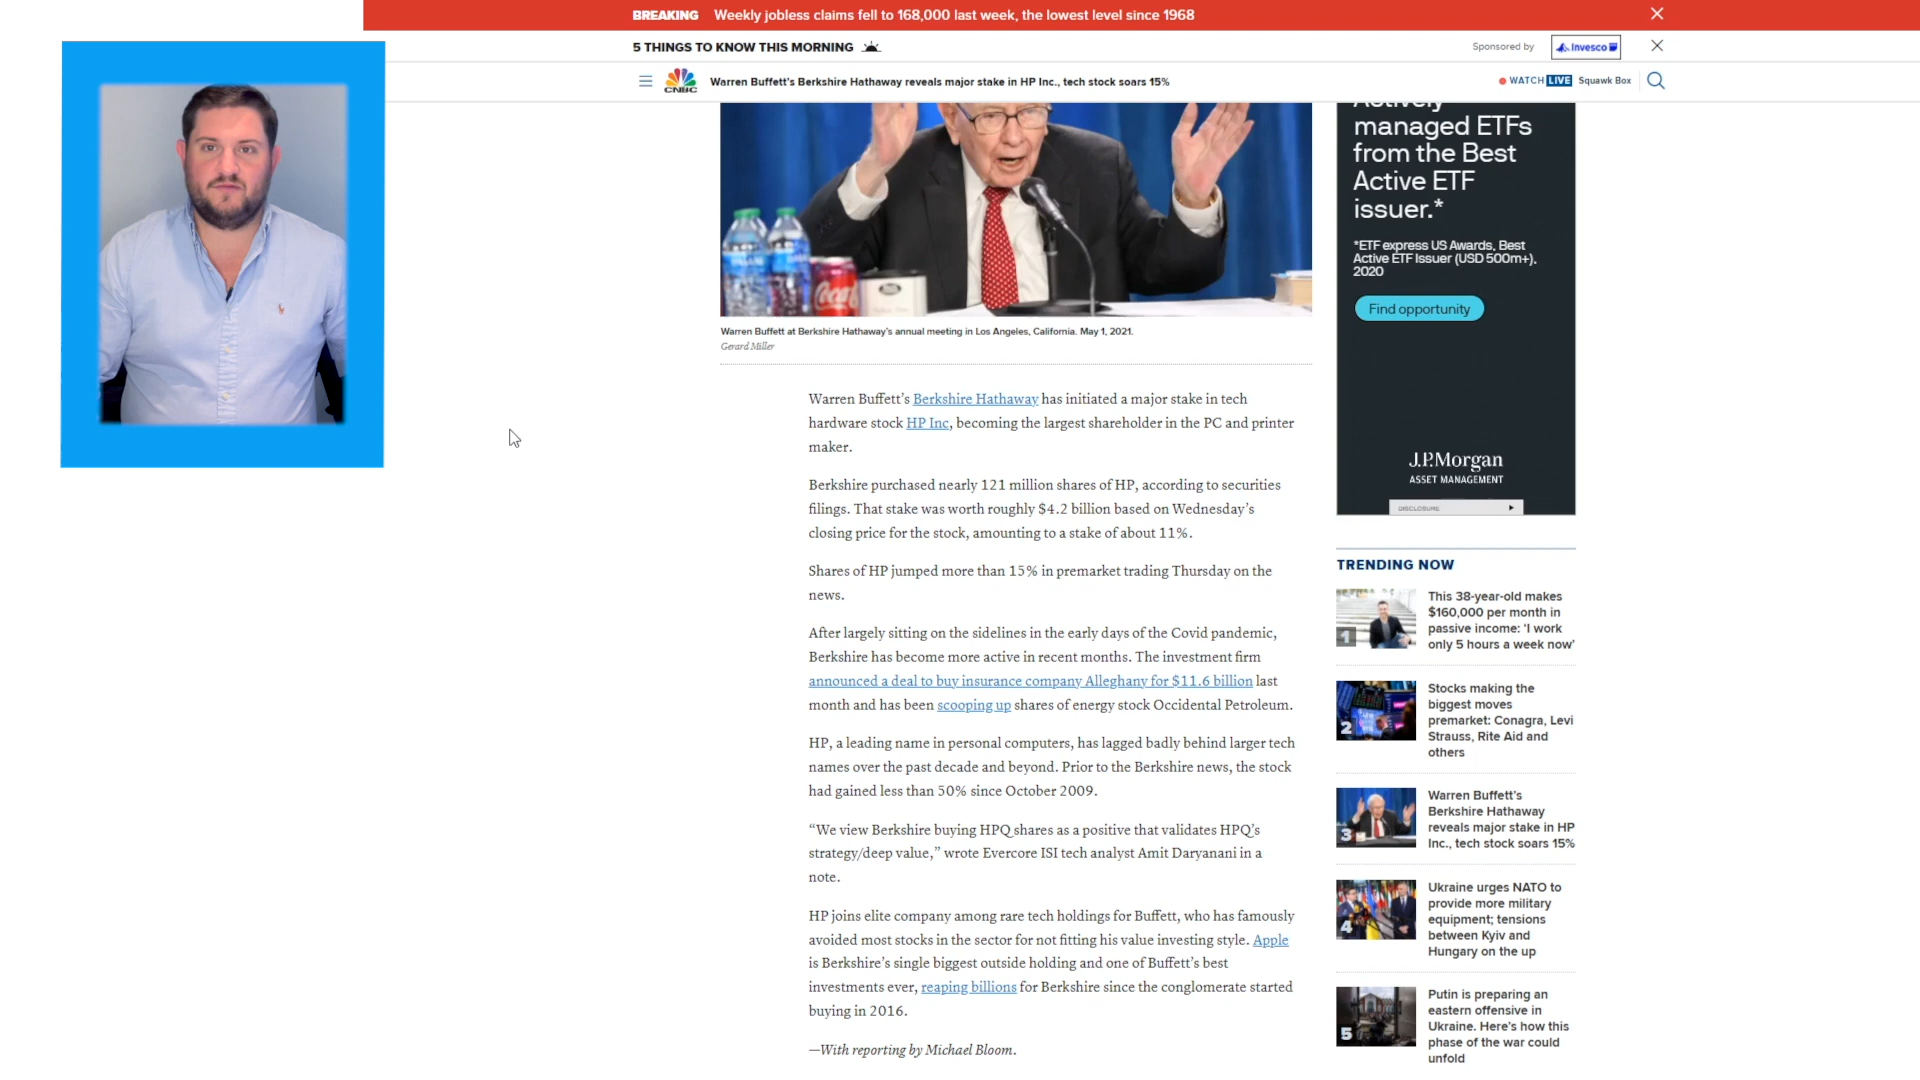 BREAKING Weekly jobless claims fell to 168,000 last week, the lowest level since 1968
5 THINGS TO KNOW THIS MORNING
Sponsored by Invesco
CNBC Warren Buffett's Berkshire Hathaway reveals major stake in HP Inc., tech stock soars 15%
WATCH LIVE Squawk Box
Warren Buffett at Berkshire Hathaway's annual meeting in Los Angeles, California. May 1, 2021.
Gerard Miller
Warren Buffett's Berkshire Hathaway has initiated a major stake in tech
hardware stock HP Inc, becoming the largest shareholder in the PC and printer
maker.
Berkshire purchased nearly 121 million shares of HP, according to securities
filings. That stake was worth roughly $4.2 billion based on Wednesday's
closing price for the stock, amounting to a stake of about 11%.
Shares of HP jumped more than 15% in premarket trading Thursday on the
news.
After largely sitting on the sidelines in the early days of the Covid pandemic,
Berkshire has become more active in recent months. The investment firm
announced a deal to buy insurance company Alleghany for $11.6 billion last
month and has been scooping up shares of energy stock Occidental Petroleum.
HP, a leading name in personal computers, has lagged badly behind larger tech
names over the past decade and beyond. Prior to the Berkshire news, the stock
had gained less than 50% since October 2009.
“We view Berkshire buying HPQ shares as a positive that validates HPQ's
strategy/deep value,” wrote Evercore ISI tech analyst Amit Daryanani in a
note.
HP joins elite company among rare tech holdings for Buffett, who has famously
avoided most stocks in the sector for not fitting his value investing style. Apple
is Berkshire's single biggest outside holding and one of Buffett's best
investments ever, reaping billions for Berkshire since the conglomerate started
buying in 2016.
—With reporting by Michael Bloom.
Actively
managed ETFs
from the Best
Active ETF
issuer.*
*ETF express US Awards, Best
Active ETF Issuer (USD 500m+),
2020
Find opportunity
J.P.Morgan
ASSET MANAGEMENT
DISCLOSURE
TRENDING NOW
1
This 38-year-old makes
$160,000 per month in
passive income: 'I work
only 5 hours a week now'
2
Stocks making the
biggest moves
premarket: Conagra, Levi
Strauss, Rite Aid and
others
3
Warren Buffett's
Berkshire Hathaway
reveals major stake in HP
Inc., tech stock soars 15%
4
Ukraine urges NATO to
provide more military
equipment; tensions
between Kyiv and
Hungary on the up
5
Putin is preparing an
eastern offensive in
Ukraine. Here's how this
phase of the war could
unfold